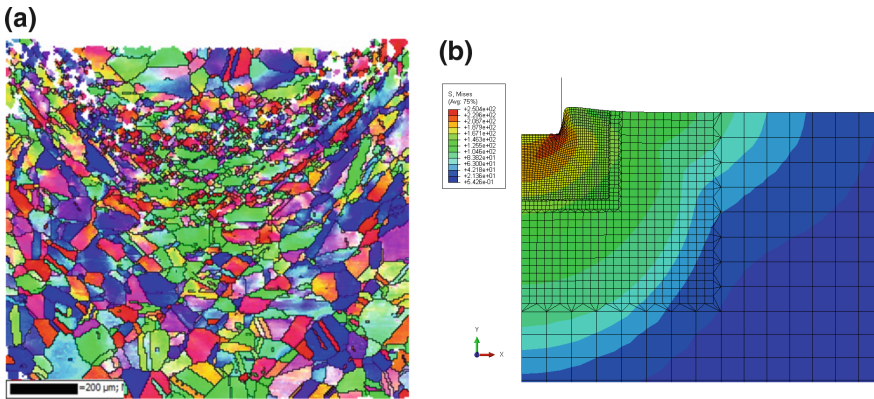 (a)
=200 µm;
(b)
S, Mises
(Avg: 75%)
+2.504e+02
+2.296e+02
+2.087e+02
+1.879e+02
+1.671e+02
+1.463e+02
+1.255e+02
+1.046e+02
+8.382e+01
+6.300e+01
+4.218e+01
+2.136e+01
+5.426e-01
Y
X